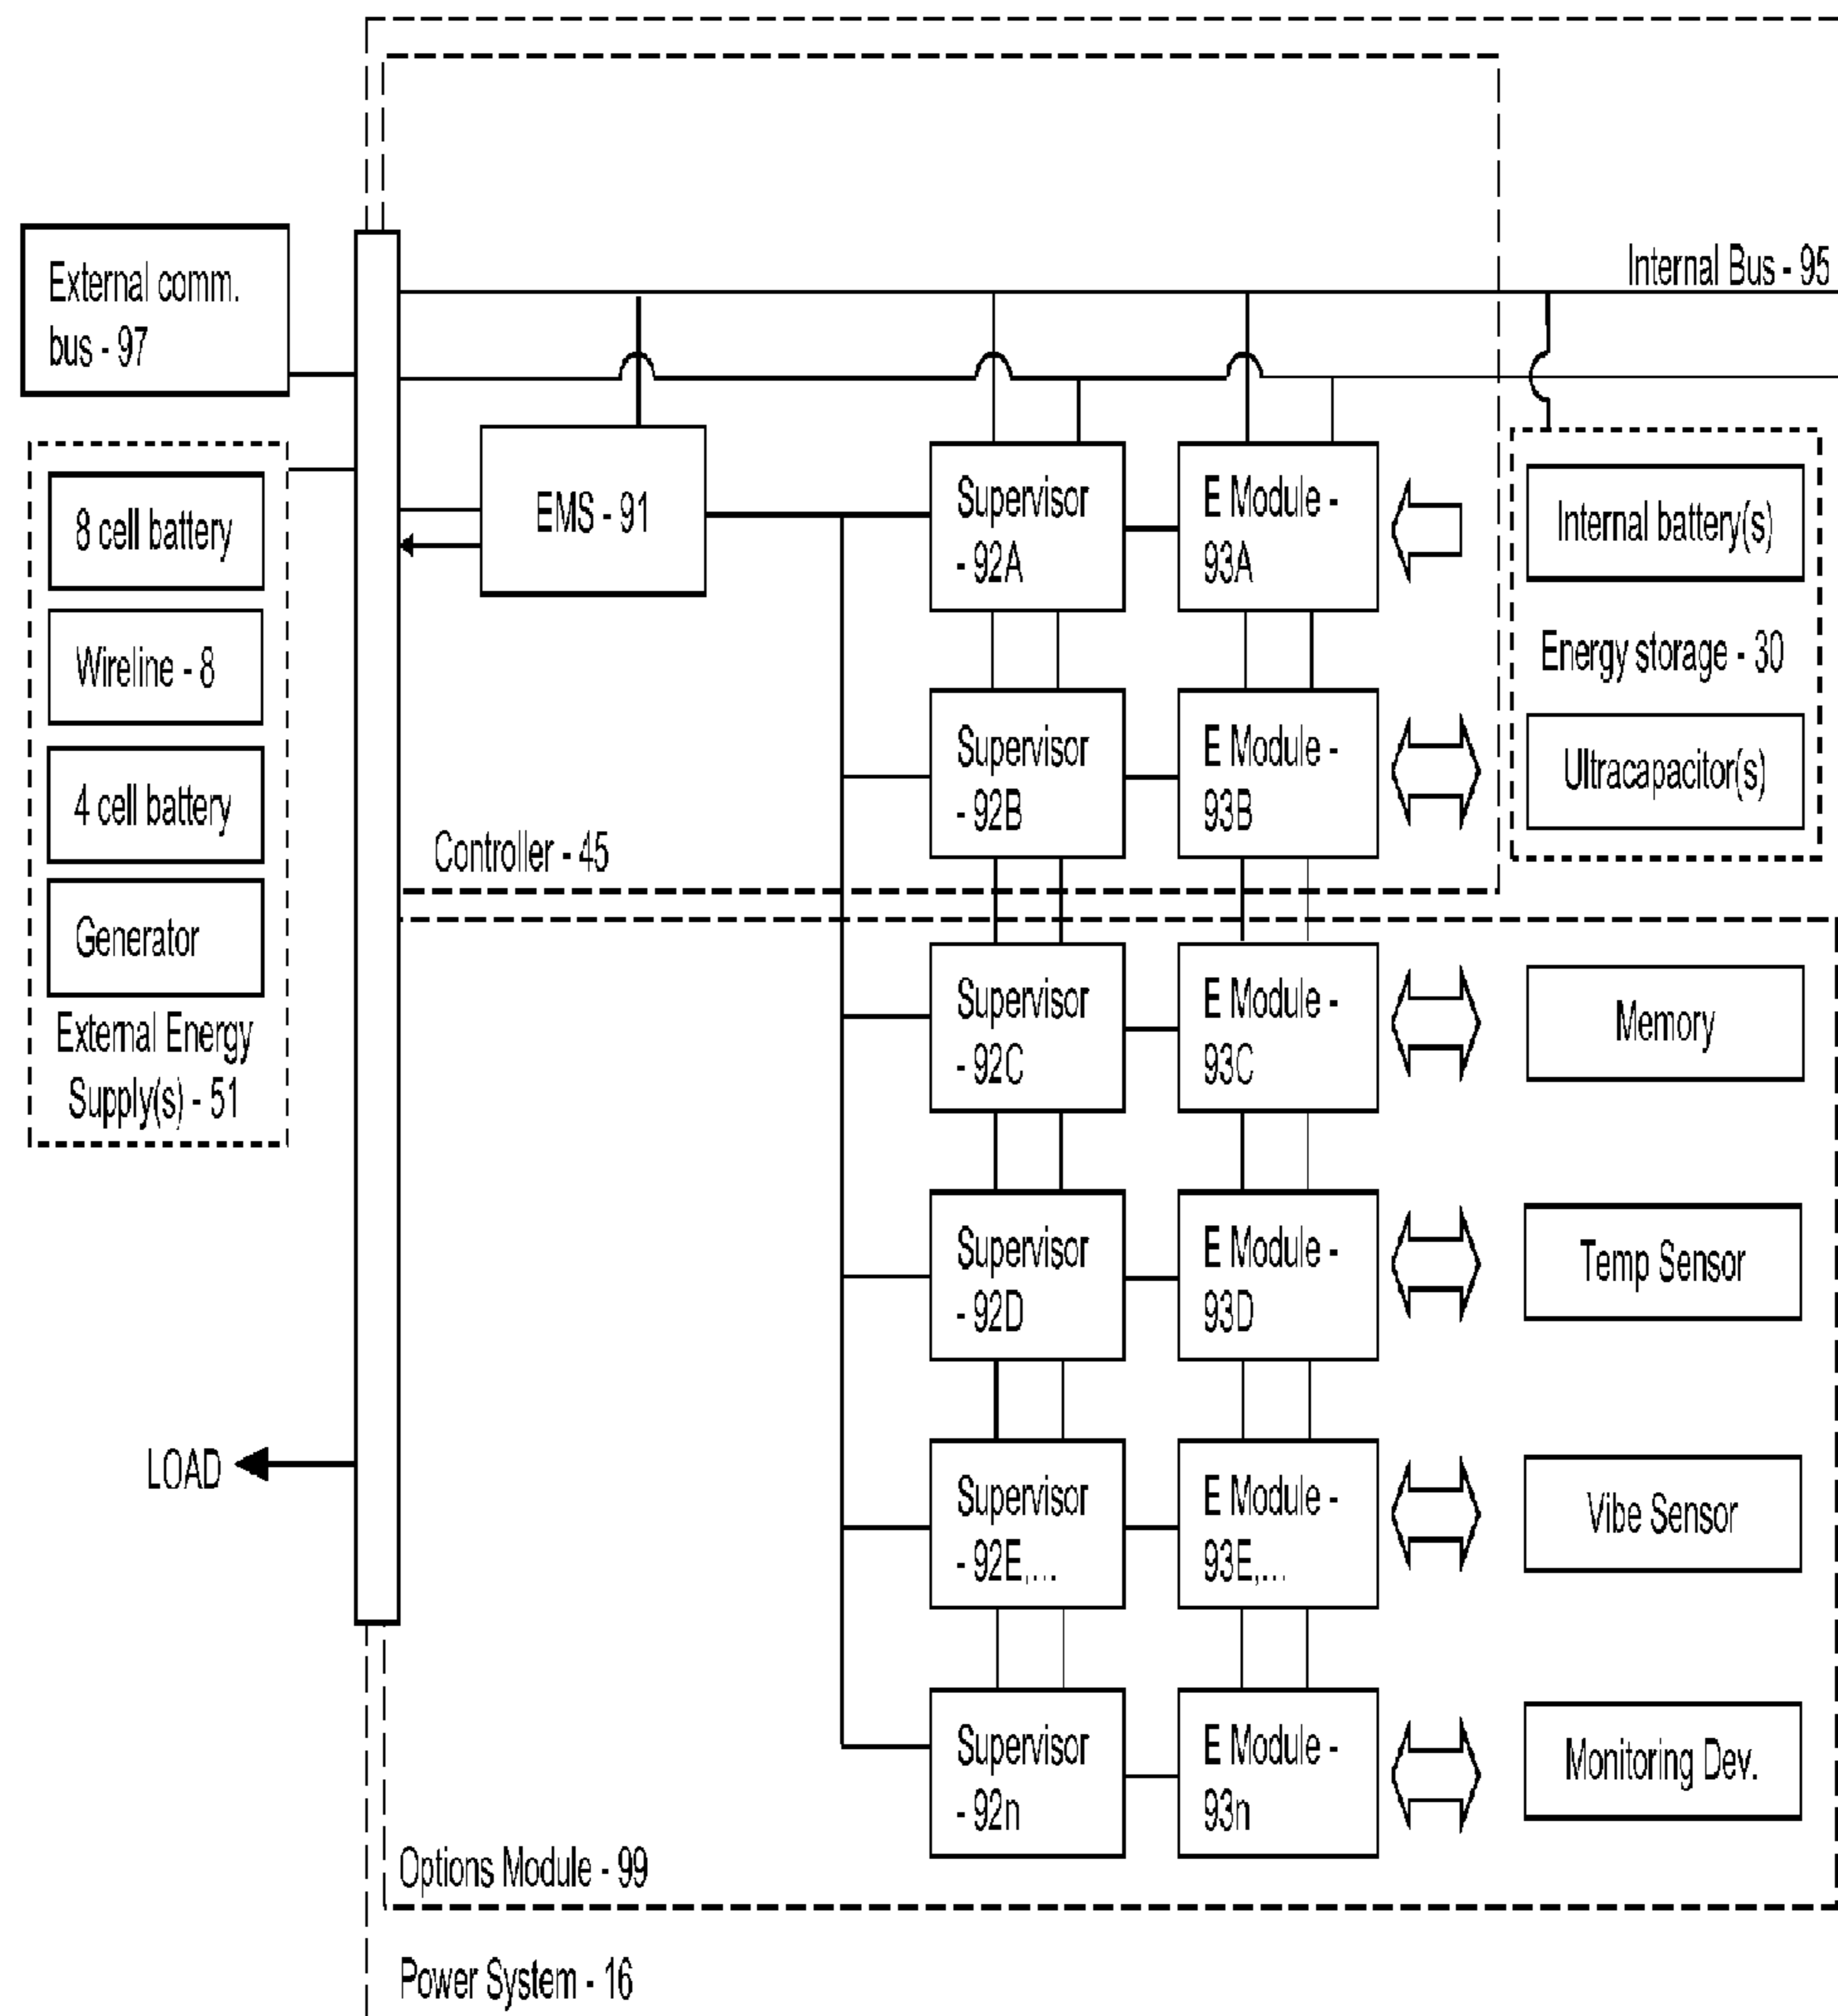 Internal Bus - 95
External comm.
bus - 97
8 cell battery
Wireline - 8
4 cell battery
Generator
External Energy
Supply(s) - 51
LOAD
EMS - 91
Controller - 45
Supervisor
- 92A
E Module -
93A
Internal battery(s)
Energy storage - 30
Supervisor
- 92B
E Module -
93B
Ultracapacitor(s)
Supervisor
- 92C
E Module -
93C
Memory
Supervisor
- 92D
E Module -
93D
Temp Sensor
Supervisor
- 92E,...
E Module -
93E,...
Vibe Sensor
Supervisor
- 92n
E Module -
93n
Monitoring Dev.
Options Module - 99
Power System - 16